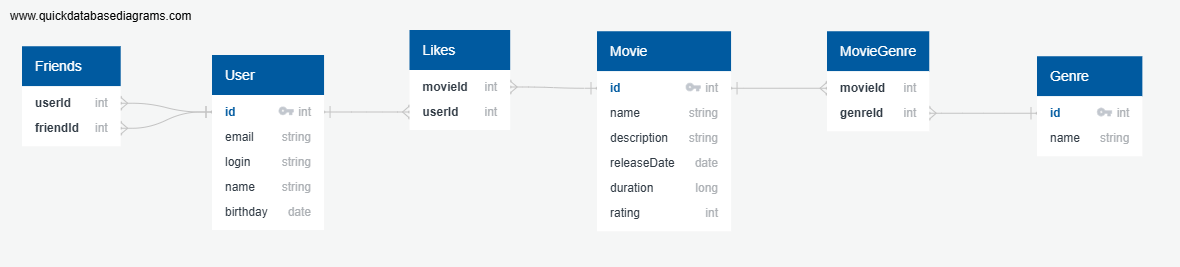 www.quickdatabasediagrams.com
Friends
userId int
friendId int
User
id int
email string
login string
name string
birthday date
Likes
movieId int
userId int
Movie
id int
name string
description string
releaseDate date
duration long
rating int
MovieGenre
movieId int
genreId int
Genre
id int
name string